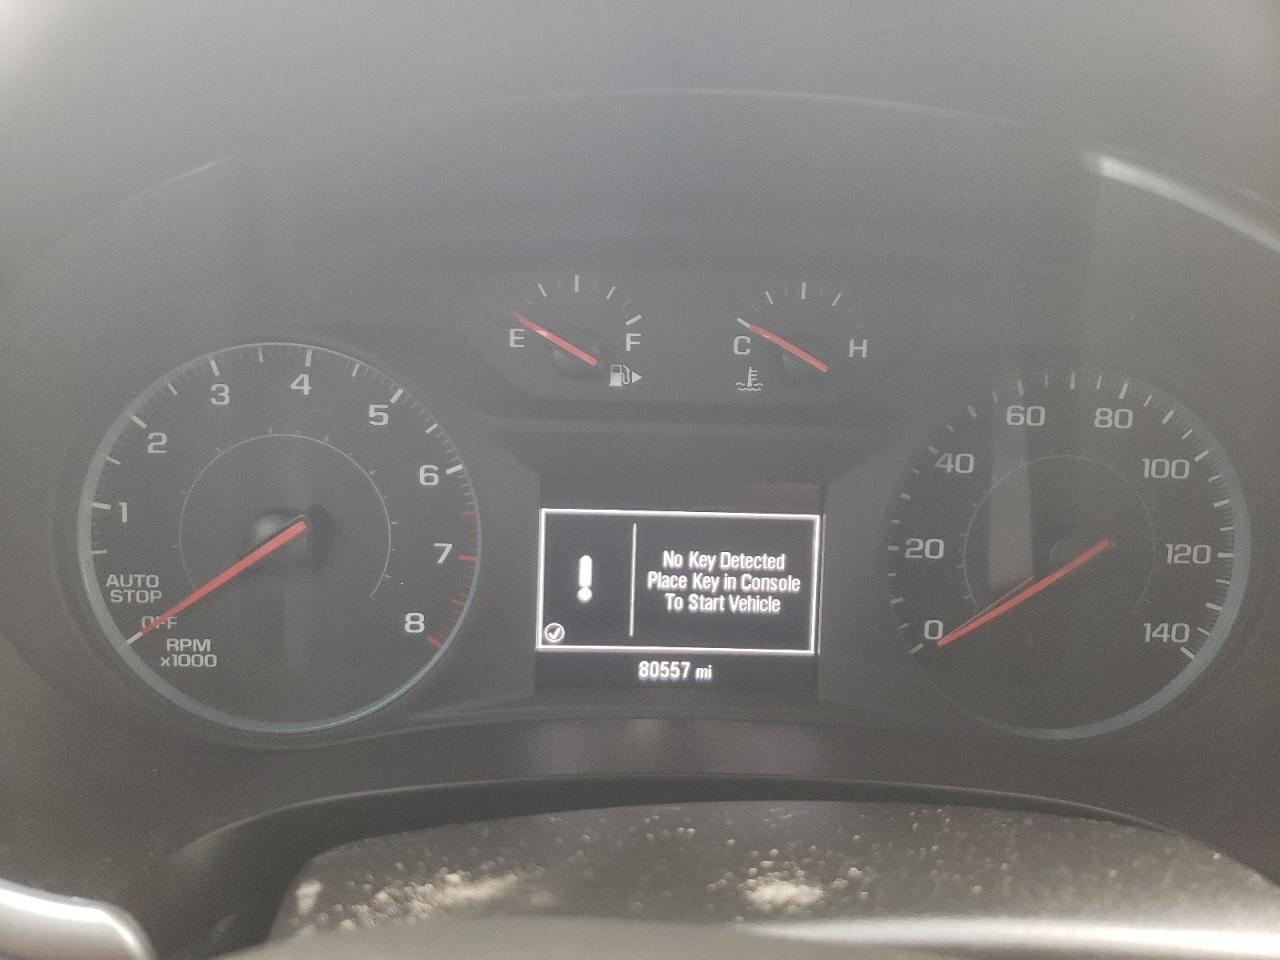 E
F
C
H
1
2
3
4
5
6
7
8
AUTO
STOP
OFF
RPM
x1000
No Key Detected
Place Key in Console
To Start Vehicle
80557 mi
0
20
40
60
80
100
120
140